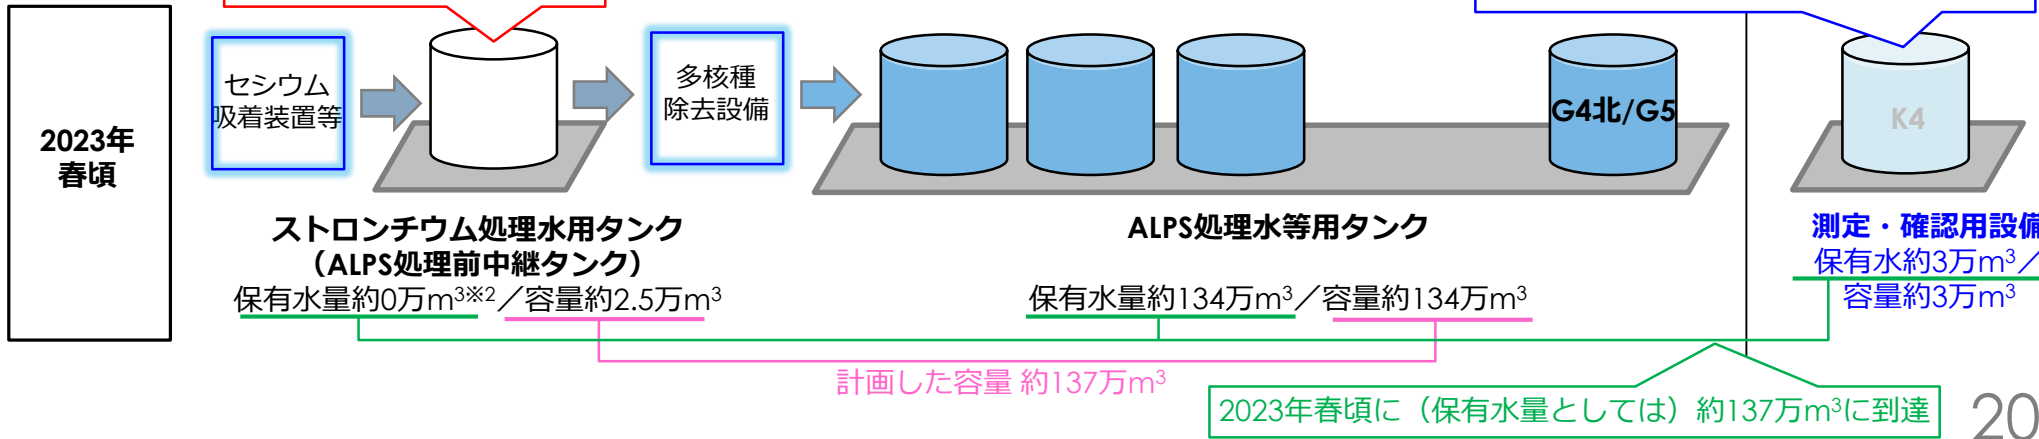 2023年
春頃
セシウム
吸着装置等
多核種
除去設備
G4北/G5
K4
ストロンチウム処理水用タンク
（ALPS処理前中継タンク）
保有水量約0万m³※2／容量約2.5万m³
ALPS処理水等用タンク
保有水量約134万m³／容量約134万m³
測定・確認用設備
保有水約3万m³／
容量約3万m³
計画した容量 約137万m³
2023年春頃に（保有水量としては）約137万m³に到達
20